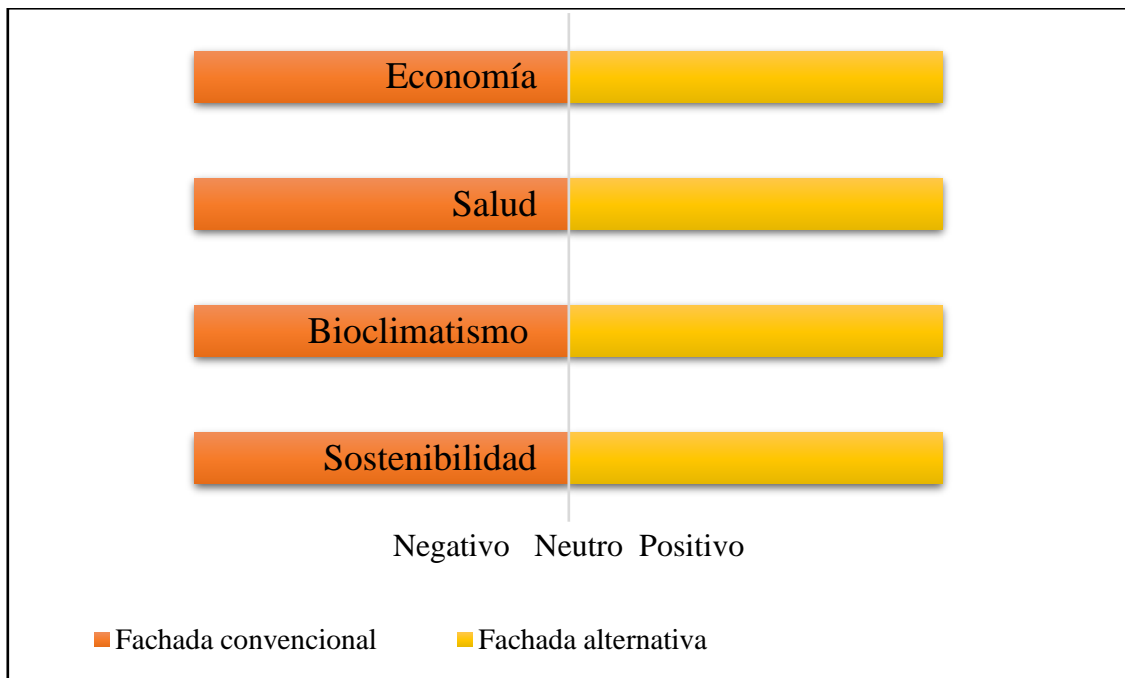 Economía
Salud
Bioclimatismo
Sostenibilidad
Negativo Neutro Positivo
Fachada convencional Fachada alternativa